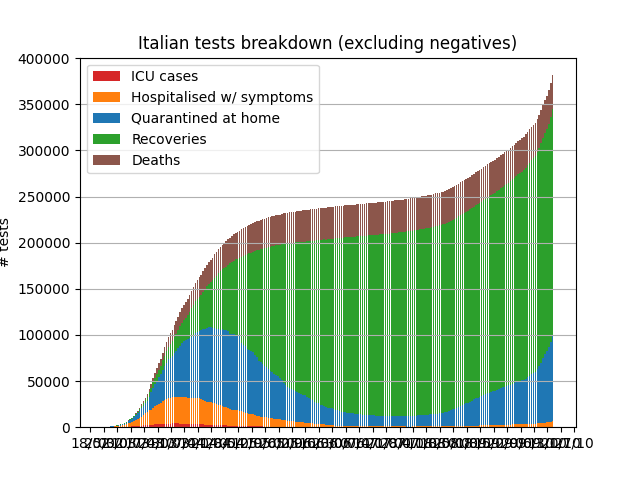 Italian tests breakdown (excluding negatives)
400000
350000
300000
250000
200000
150000
100000
50000
0
# tests
ICU cases
Hospitalised w/ symptoms
Quarantined at home
Recoveries
Deaths